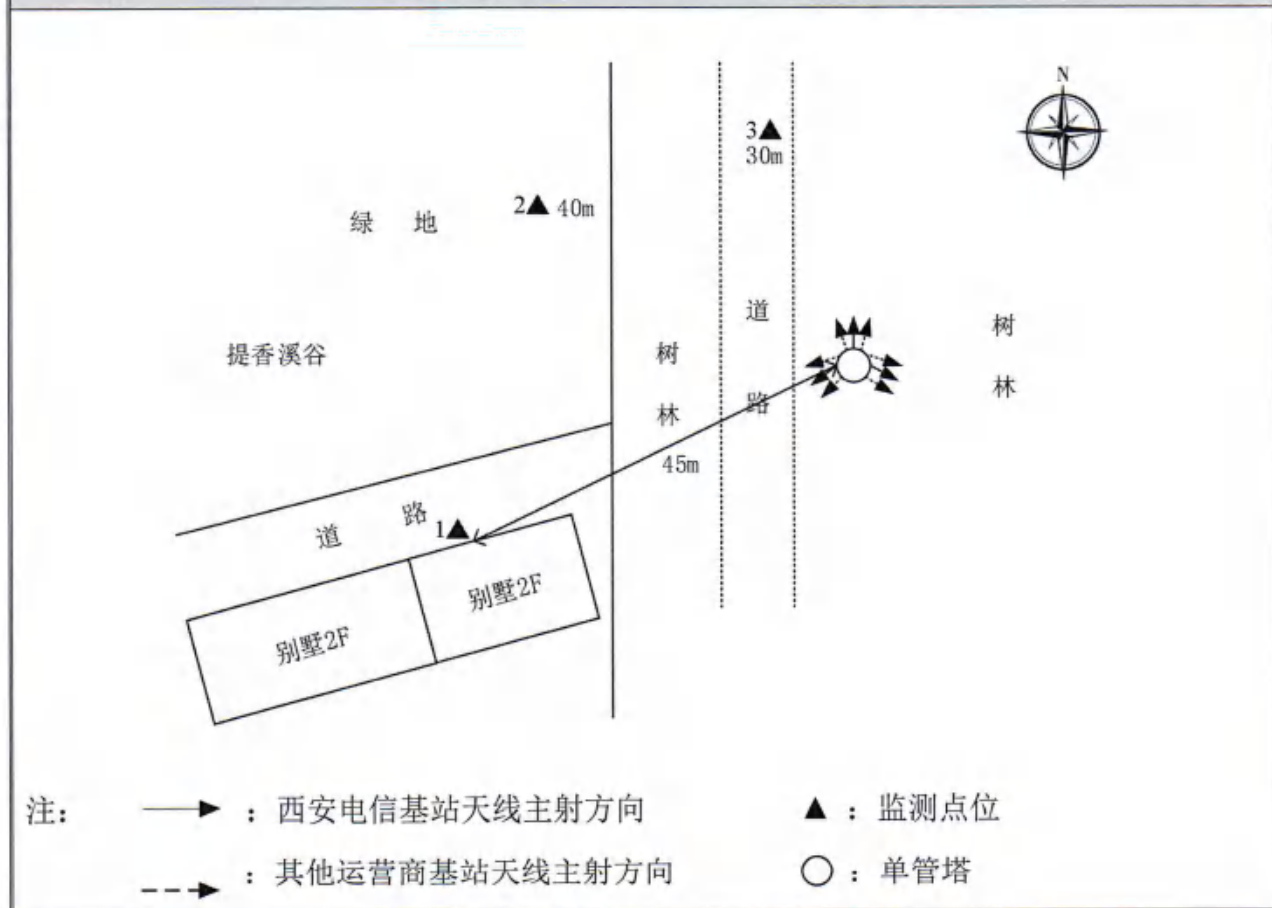 N
3▲
30m
2▲ 40m
绿 地
道
树
提香溪谷
树
林
路
林
45m
路
道
1▲
别墅2F
别墅2F
注：
：西安电信基站天线主射方向
▲：监测点位
：其他运营商基站天线主射方向
○：单管塔